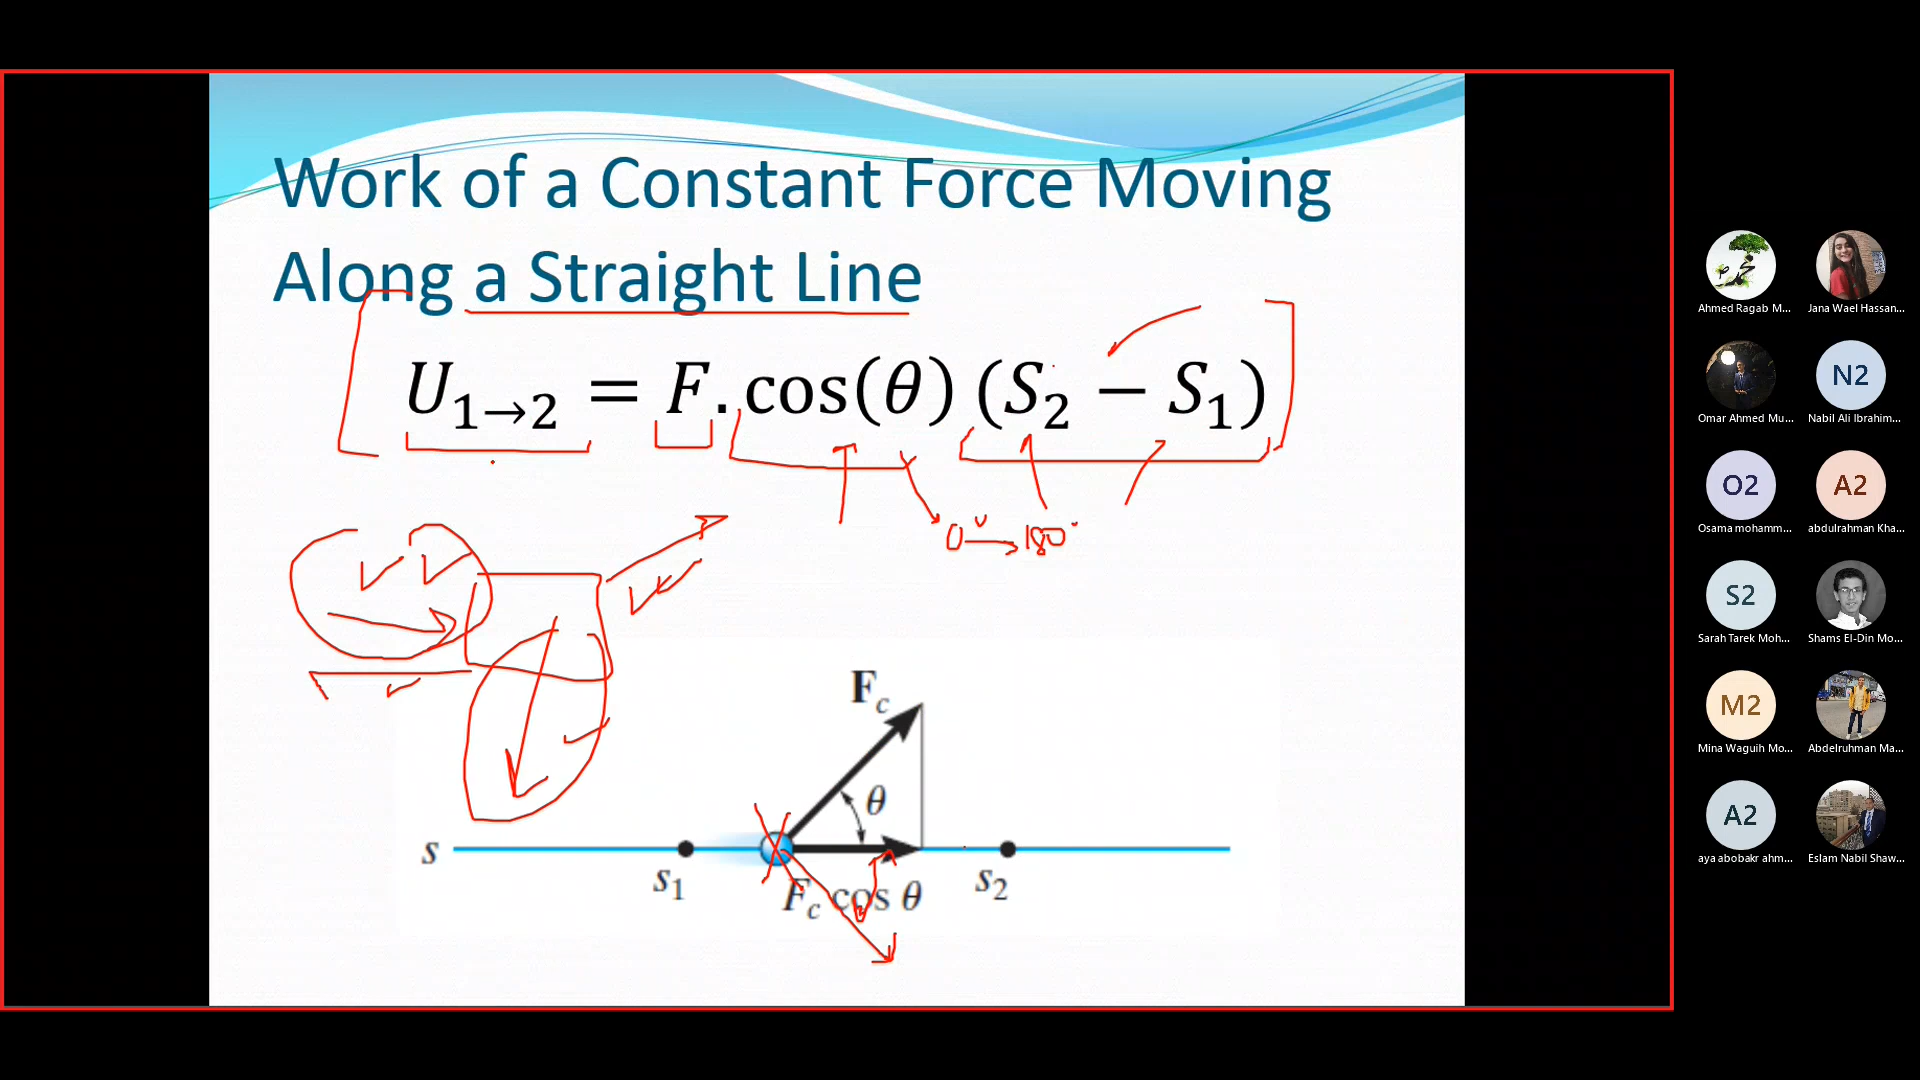 Work of a Constant Force Moving
Along a Straight Line
U₁→₂ = F.cos(θ) (S₂ − S₁)
0° → 180°
F_c
θ
s
s₁
F_c cos θ
s₂
Ahmed Ragab M...
Jana Wael Hassan...
Omar Ahmed Mu...
N2
Nabil Ali Ibrahim...
O2
Osama mohamm...
A2
abdulrahman Kha...
S2
Sarah Tarek Moh...
Shams El-Din Mo...
M2
Mina Waguih Mo...
Abdelruhman Ma...
A2
aya abobakr ahm...
Eslam Nabil Shaw...